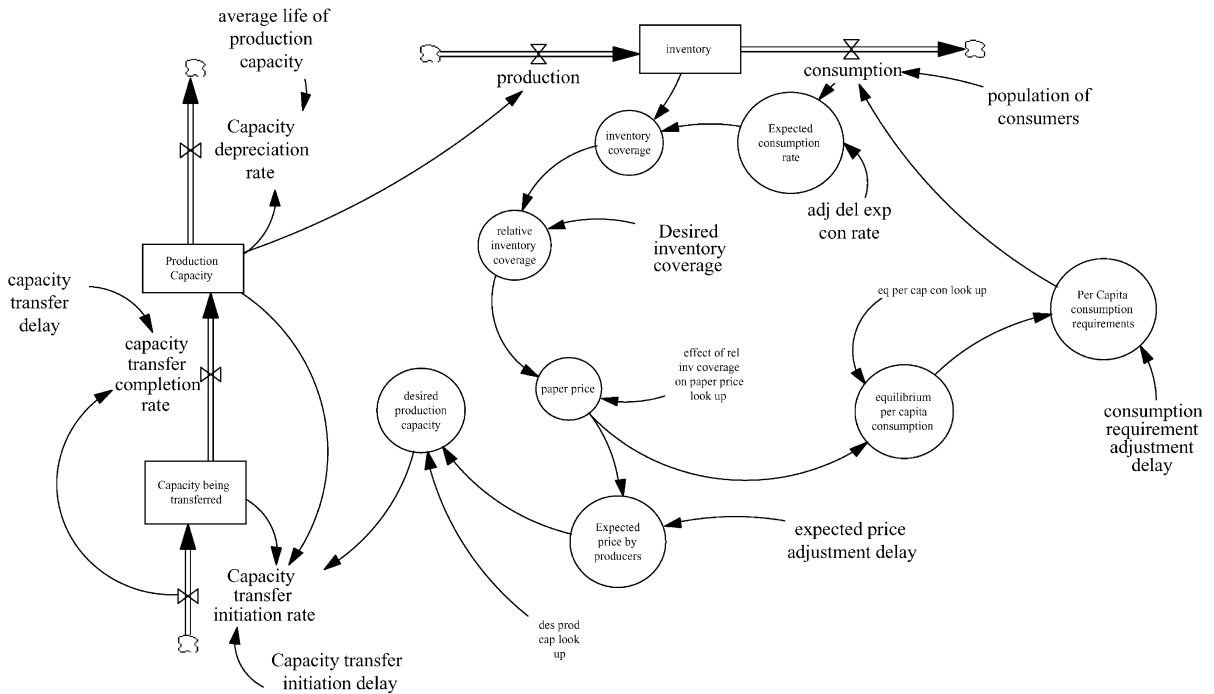 average life of
production
capacity
inventory
production
consumption
population of
consumers
Capacity
depreciation
rate
inventory
coverage
Expected
consumption
rate
adj del exp
con rate
relative
inventory
coverage
Desired
inventory
coverage
Production
Capacity
capacity
transfer
delay
capacity
transfer
completion
rate
eq per cap con look up
Per Capita
consumption
requirements
effect of rel
inv coverage
on paper price
look up
paper price
desired
production
capacity
equilibrium
per capita
consumption
consumption
requirement
adjustment
delay
Capacity being
transferred
Expected
price by
producers
expected price
adjustment delay
Capacity
transfer
initiation rate
des prod
cap look
up
Capacity transfer
initiation delay